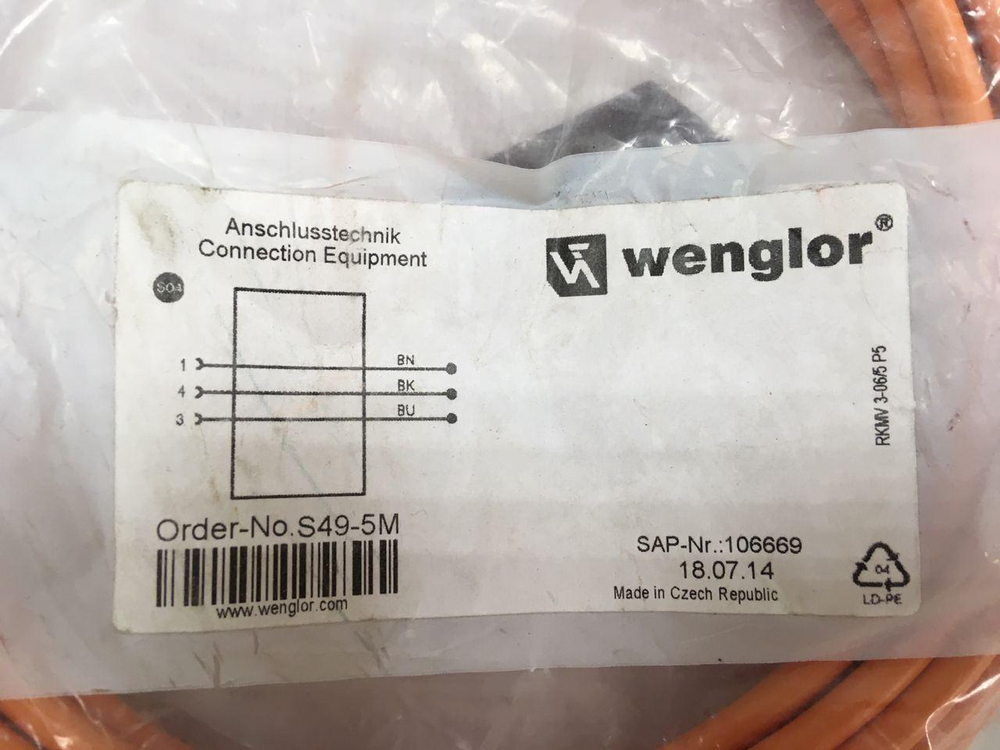 Anschlusstechnik
Connection Equipment
wenglor®
S04
1
BN
4
BK
3
BU
RKMV 3-06/5 P5
Order-No.S49-5M
www.wenglor.com
SAP-Nr.:106669
18.07.14
Made in Czech Republic
04
LD-PE